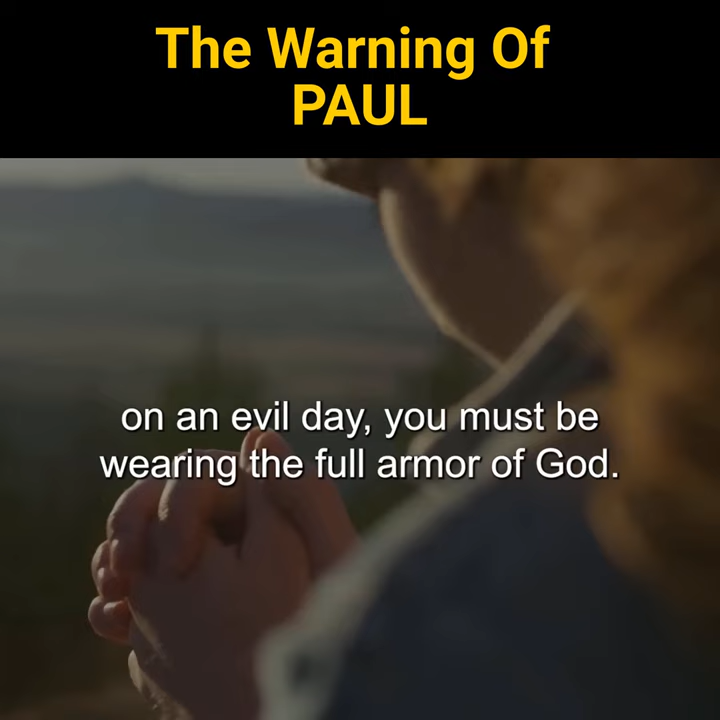 The Warning Of
PAUL
on an evil day, you must be
wearing the full armor of God.